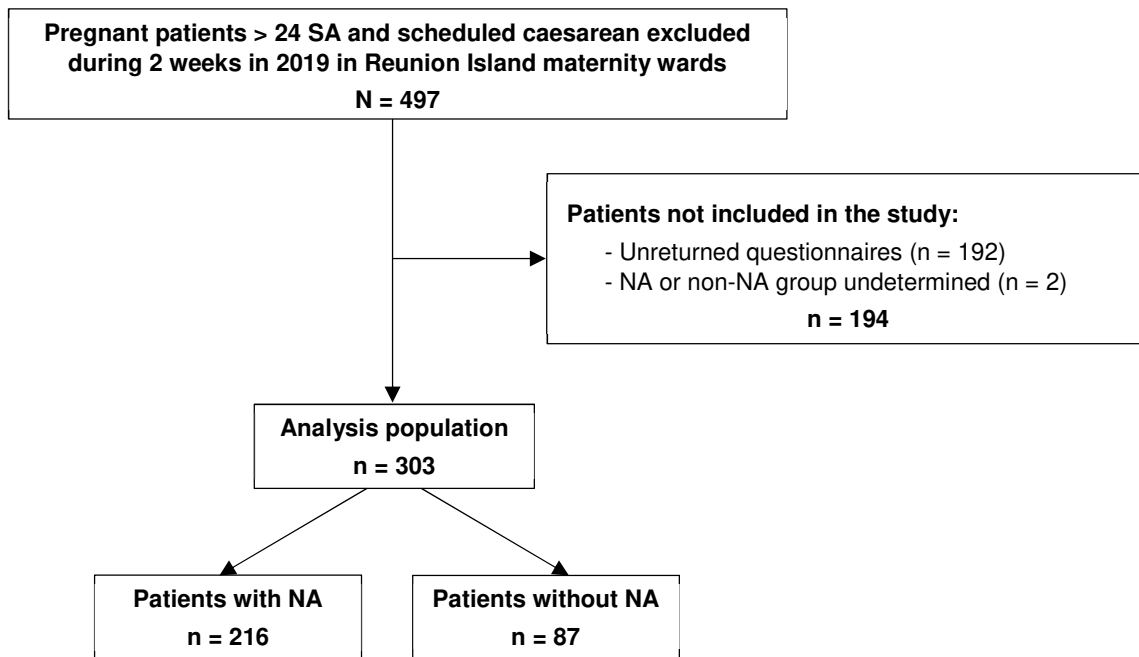 Pregnant patients > 24 SA and scheduled caesarean excluded
during 2 weeks in 2019 in Reunion Island maternity wards
N = 497
Patients not included in the study:
- Unreturned questionnaires (n = 192)
- NA or non-NA group undetermined (n = 2)
n = 194
Analysis population
n = 303
Patients with NA
n = 216
Patients without NA
n = 87